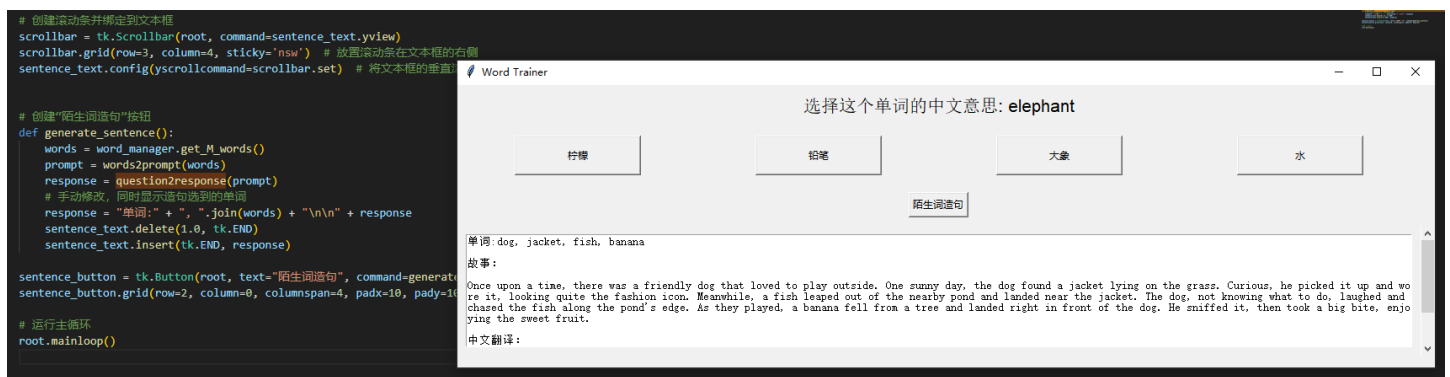 # 创建滚动条并绑定到文本框
scrollbar = tk.Scrollbar(root, command=sentence_text.yview)
scrollbar.grid(row=3, column=4, sticky='nsw')  # 放置滚动条在文本框的右侧
sentence_text.config(yscrollcommand=scrollbar.set)  # 将文本框的垂直
# 创建“陌生词造句”按钮
def generate_sentence():
    words = word_manager.get_M_words()
    prompt = words2prompt(words)
    response = question2response(prompt)
    # 手动修改，同时显示造句选到的单词
    response = "单词:" + ", ".join(words) + "\n\n" + response
    sentence_text.delete(1.0, tk.END)
    sentence_text.insert(tk.END, response)
sentence_button = tk.Button(root, text="陌生词造句", command=generate
sentence_button.grid(row=2, column=0, columnspan=4, padx=10, pady=10
# 运行主循环
root.mainloop()
Word Trainer
选择这个单词的中文意思: elephant
柠檬 铅笔 大象 水
陌生词造句
单词:dog, jacket, fish, banana
故事：
Once upon a time, there was a friendly dog that loved to play outside. One sunny day, the dog found a jacket lying on the grass. Curious, he picked it up and wo
re it, looking quite the fashion icon. Meanwhile, a fish leaped out of the nearby pond and landed near the jacket. The dog, not knowing what to do, laughed and
chased the fish along the pond's edge. As they played, a banana fell from a tree and landed right in front of the dog. He sniffed it, then took a big bite, enjo
ying the sweet fruit.
中文翻译：